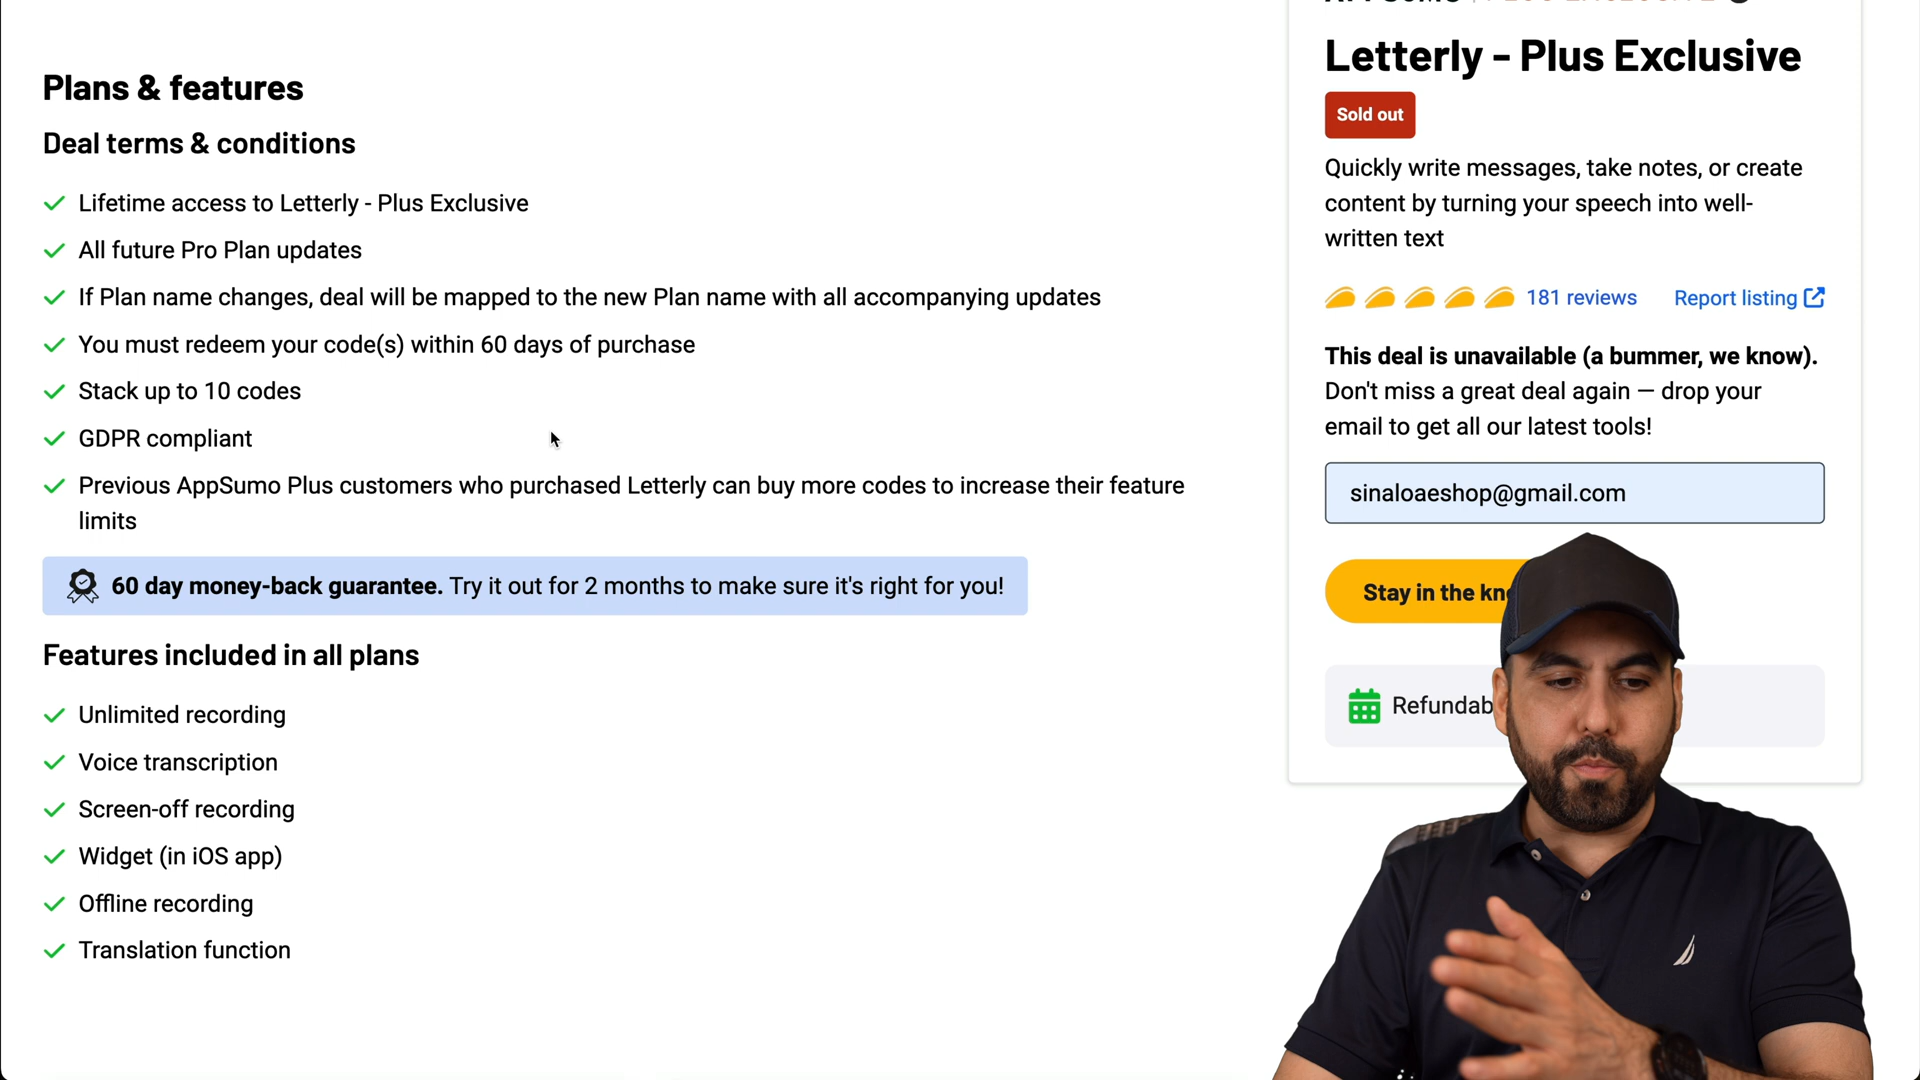 Plans & features
Deal terms & conditions
Lifetime access to Letterly - Plus Exclusive
All future Pro Plan updates
If Plan name changes, deal will be mapped to the new Plan name with all accompanying updates
You must redeem your code(s) within 60 days of purchase
Stack up to 10 codes
GDPR compliant
Previous AppSumo Plus customers who purchased Letterly can buy more codes to increase their feature
limits
60 day money-back guarantee. Try it out for 2 months to make sure it's right for you!
Features included in all plans
Unlimited recording
Voice transcription
Screen-off recording
Widget (in iOS app)
Offline recording
Translation function
Letterly - Plus Exclusive
Sold out
Quickly write messages, take notes, or create
content by turning your speech into well-
written text
181 reviews
Report listing
This deal is unavailable (a bummer, we know).
Don't miss a great deal again — drop your
email to get all our latest tools!
sinaloaeshop@gmail.com
Stay in the